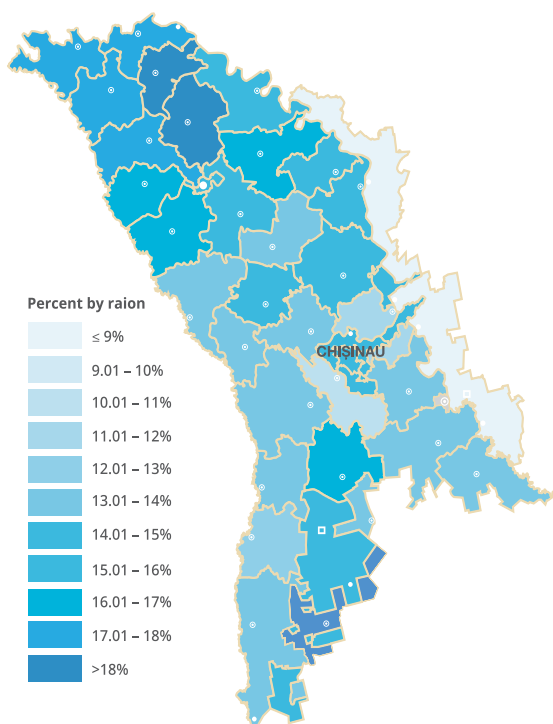 Percent by raion
≤ 9%
9.01 – 10%
10.01 – 11%
11.01 – 12%
12.01 – 13%
13.01 – 14%
14.01 – 15%
15.01 – 16%
16.01 – 17%
17.01 – 18%
>18%
CHIȘINAU